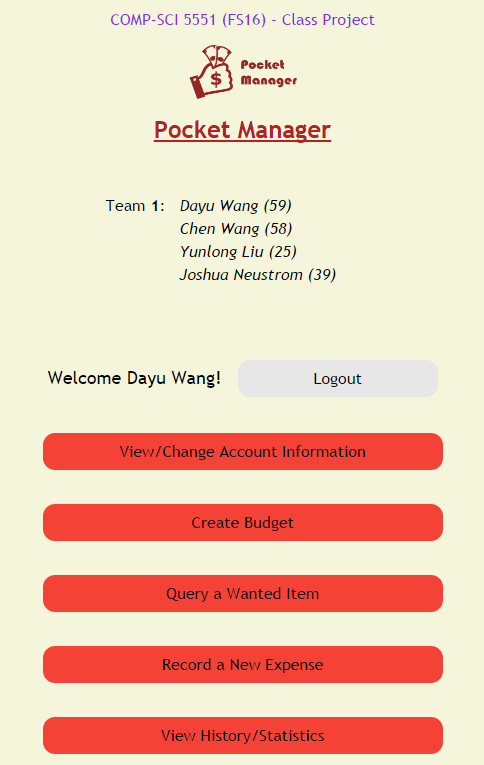 COMP-SCI 5551 (FS16) - Class Project
$
Pocket
Manager
Pocket Manager
Team 1: Dayu Wang (59)
Chen Wang (58)
Yunlong Liu (25)
Joshua Neustrom (39)
Welcome Dayu Wang! Logout
View/Change Account Information
Create Budget
Query a Wanted Item
Record a New Expense
View History/Statistics